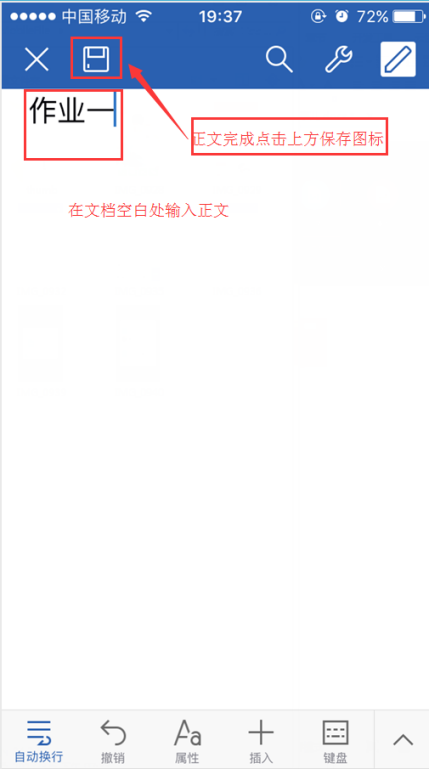 中国移动 19:37 72%
作业一
正文完成点击上方保存图标
在文档空白处输入正文
自动换行 撤销 属性 插入 键盘